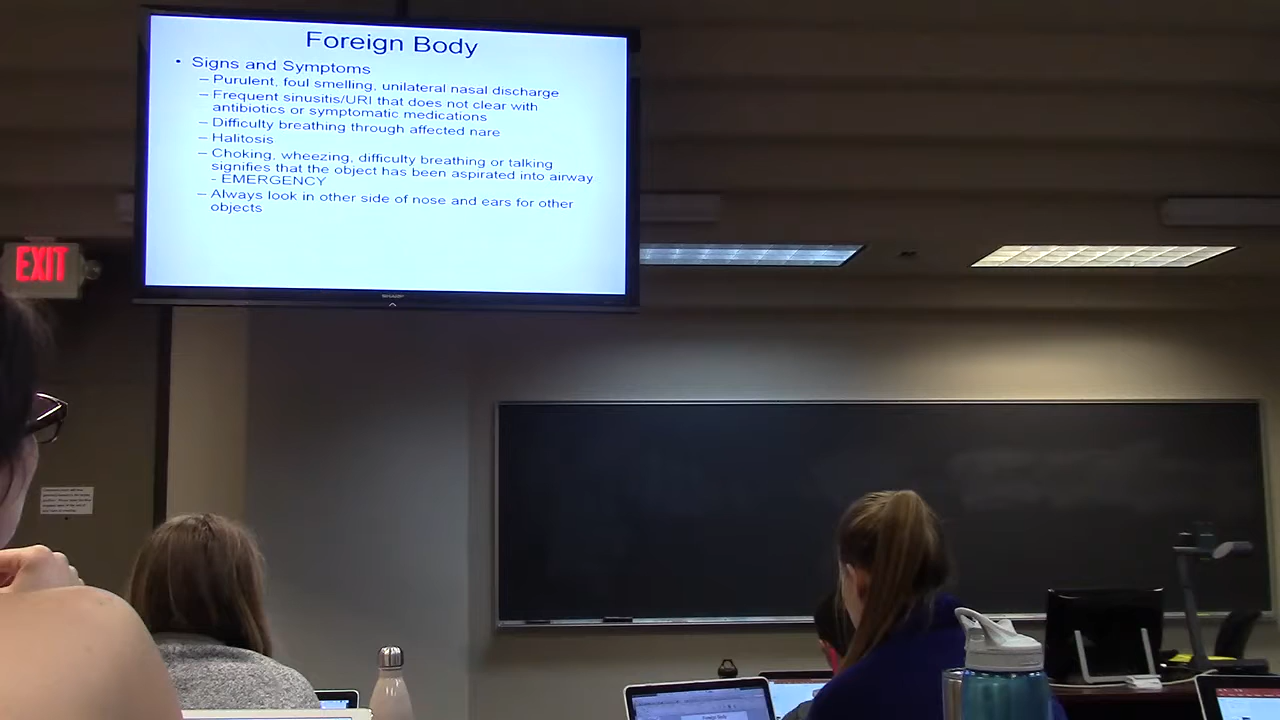 Foreign Body
• Signs and Symptoms
– Purulent, foul smelling, unilateral nasal discharge
– Frequent sinusitis/URI that does not clear with
antibiotics or symptomatic medications
– Difficulty breathing through affected nare
– Halitosis
– Choking, wheezing, difficulty breathing or talking
signifies that the object has been aspirated into airway
- EMERGENCY
– Always look in other side of nose and ears for other
objects
SHARP
EXIT
Foreign Body